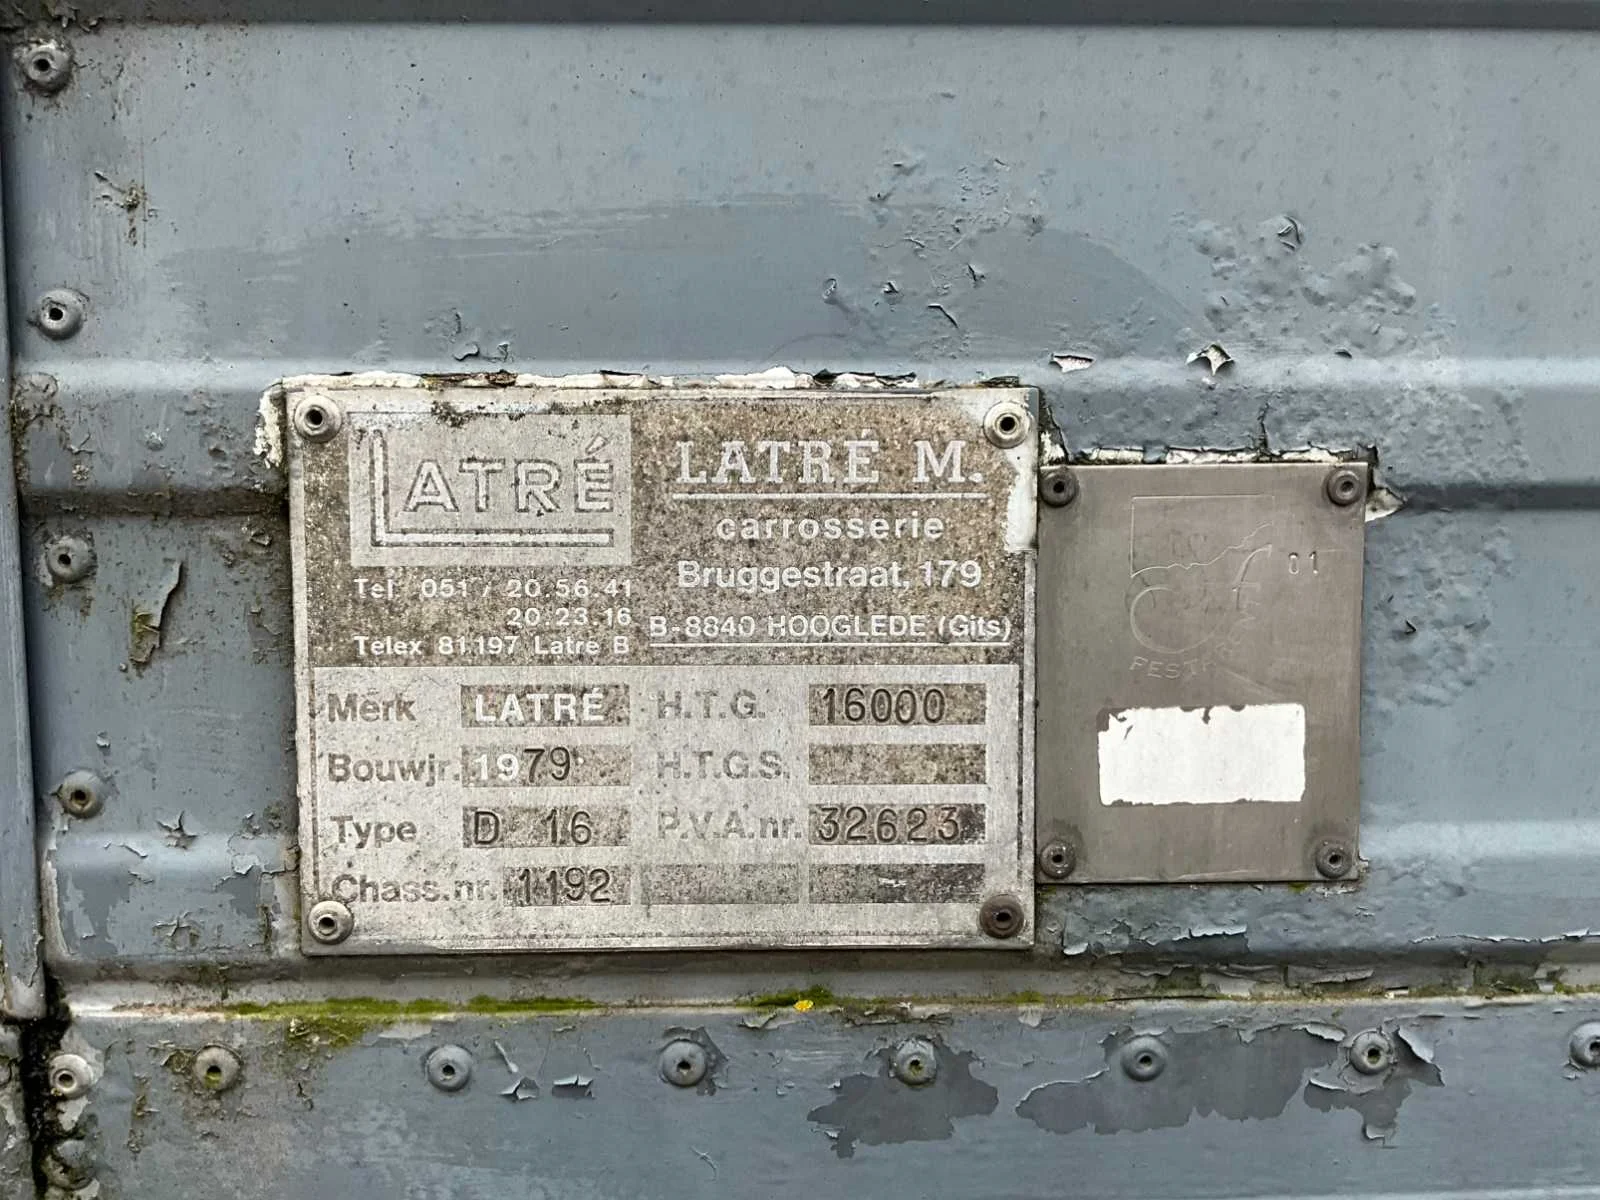 LATRÉ
LATRÉ M.
carrosserie
Bruggestraat, 179
B-8840 HOOGLEDE (Gits)
Tel 051 / 20.56.41
20.23.16
Telex 81197 Latre B
Merk LATRÉ H.T.G. 16000
Bouwjr. 1979 H.T.G.S.
Type D 16 P.V.A.nr. 32623
Chass.nr. 1192
01